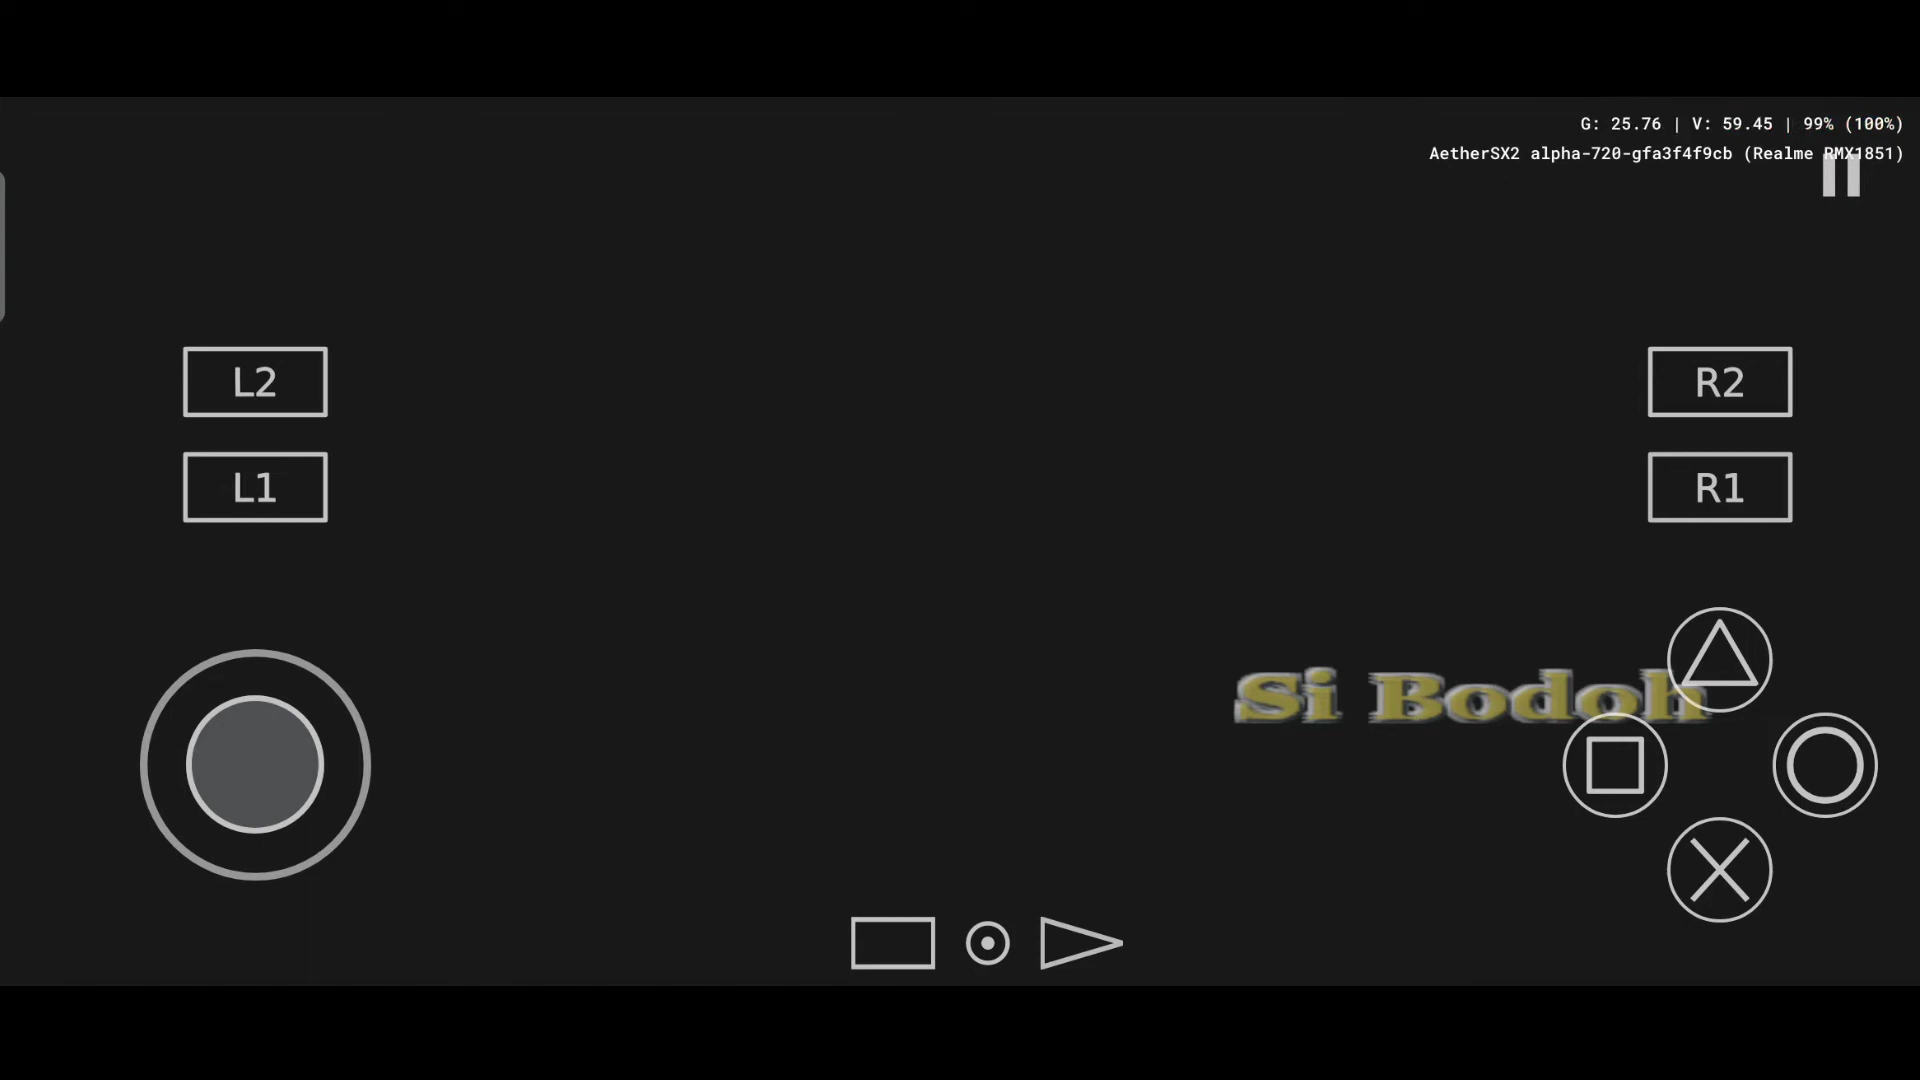 G: 25.76 | V: 59.45 | 99% (100%)
AetherSX2 alpha-720-gfa3f4f9cb (Realme RMX1851)
L2
R2
L1
R1
Si Bodoh